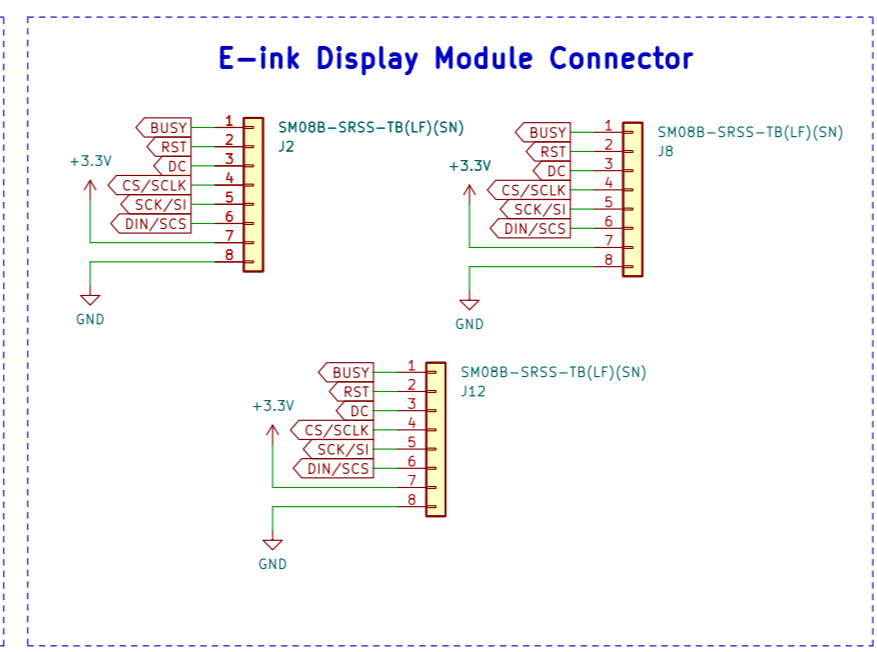 E-ink Display Module Connector
BUSY 1 SM08B-SRSS-TB(LF)(SN)
RST 2 J2
DC 3
+3.3V
CS/SCLK 4
SCK/SI 5
DIN/SCS 6
7
8
GND
BUSY 1 SM08B-SRSS-TB(LF)(SN)
RST 2 J8
DC 3
+3.3V
CS/SCLK 4
SCK/SI 5
DIN/SCS 6
7
8
GND
BUSY 1 SM08B-SRSS-TB(LF)(SN)
RST 2 J12
DC 3
+3.3V
CS/SCLK 4
SCK/SI 5
DIN/SCS 6
7
8
GND